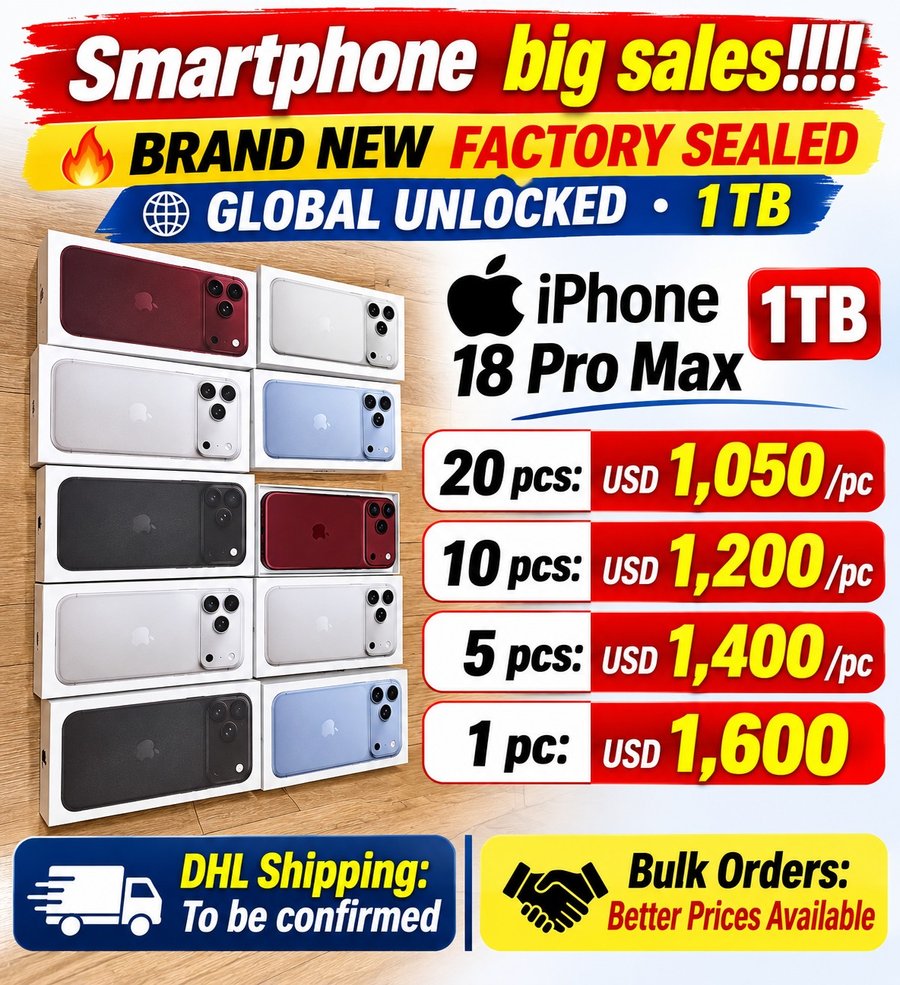 Smartphone big sales!!!!
BRAND NEW FACTORY SEALED
GLOBAL UNLOCKED • 1TB
iPhone
18 Pro Max
1TB
20 pcs: USD 1,050/pc
10 pcs: USD 1,200/pc
5 pcs: USD 1,400/pc
1 pc: USD 1,600
DHL Shipping:
To be confirmed
Bulk Orders:
Better Prices Available